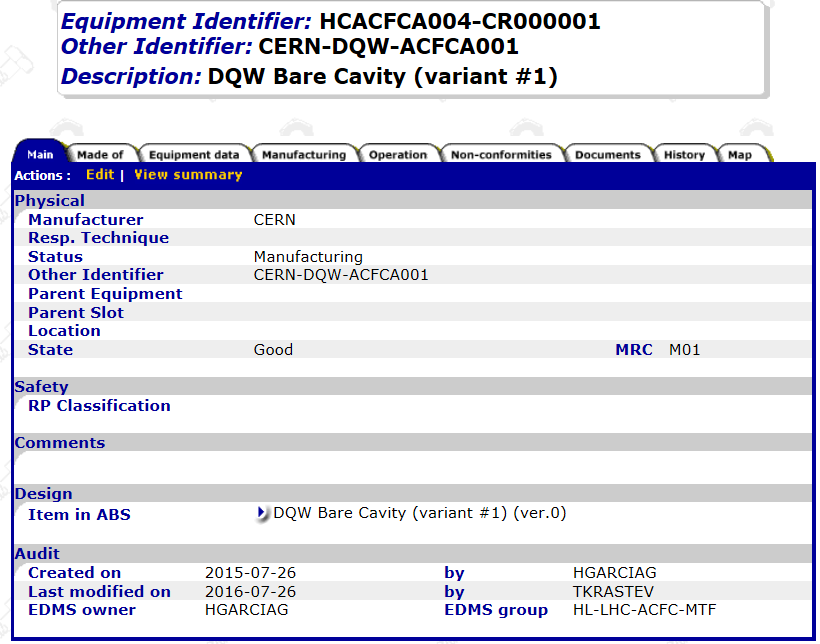 Equipment Identifier: HCACFCA004-CR000001
Other Identifier: CERN-DQW-ACFCA001
Description: DQW Bare Cavity (variant #1)
Main Made of Equipment data Manufacturing Operation Non-conformities Documents History Map
Actions : Edit | View summary
Physical
Manufacturer CERN
Resp. Technique
Status Manufacturing
Other Identifier CERN-DQW-ACFCA001
Parent Equipment
Parent Slot
Location
State Good MRC M01
Safety
RP Classification
Comments
Design
Item in ABS DQW Bare Cavity (variant #1) (ver.0)
Audit
Created on 2015-07-26 by HGARCIAG
Last modified on 2016-07-26 by TKRASTEV
EDMS owner HGARCIAG EDMS group HL-LHC-ACFC-MTF